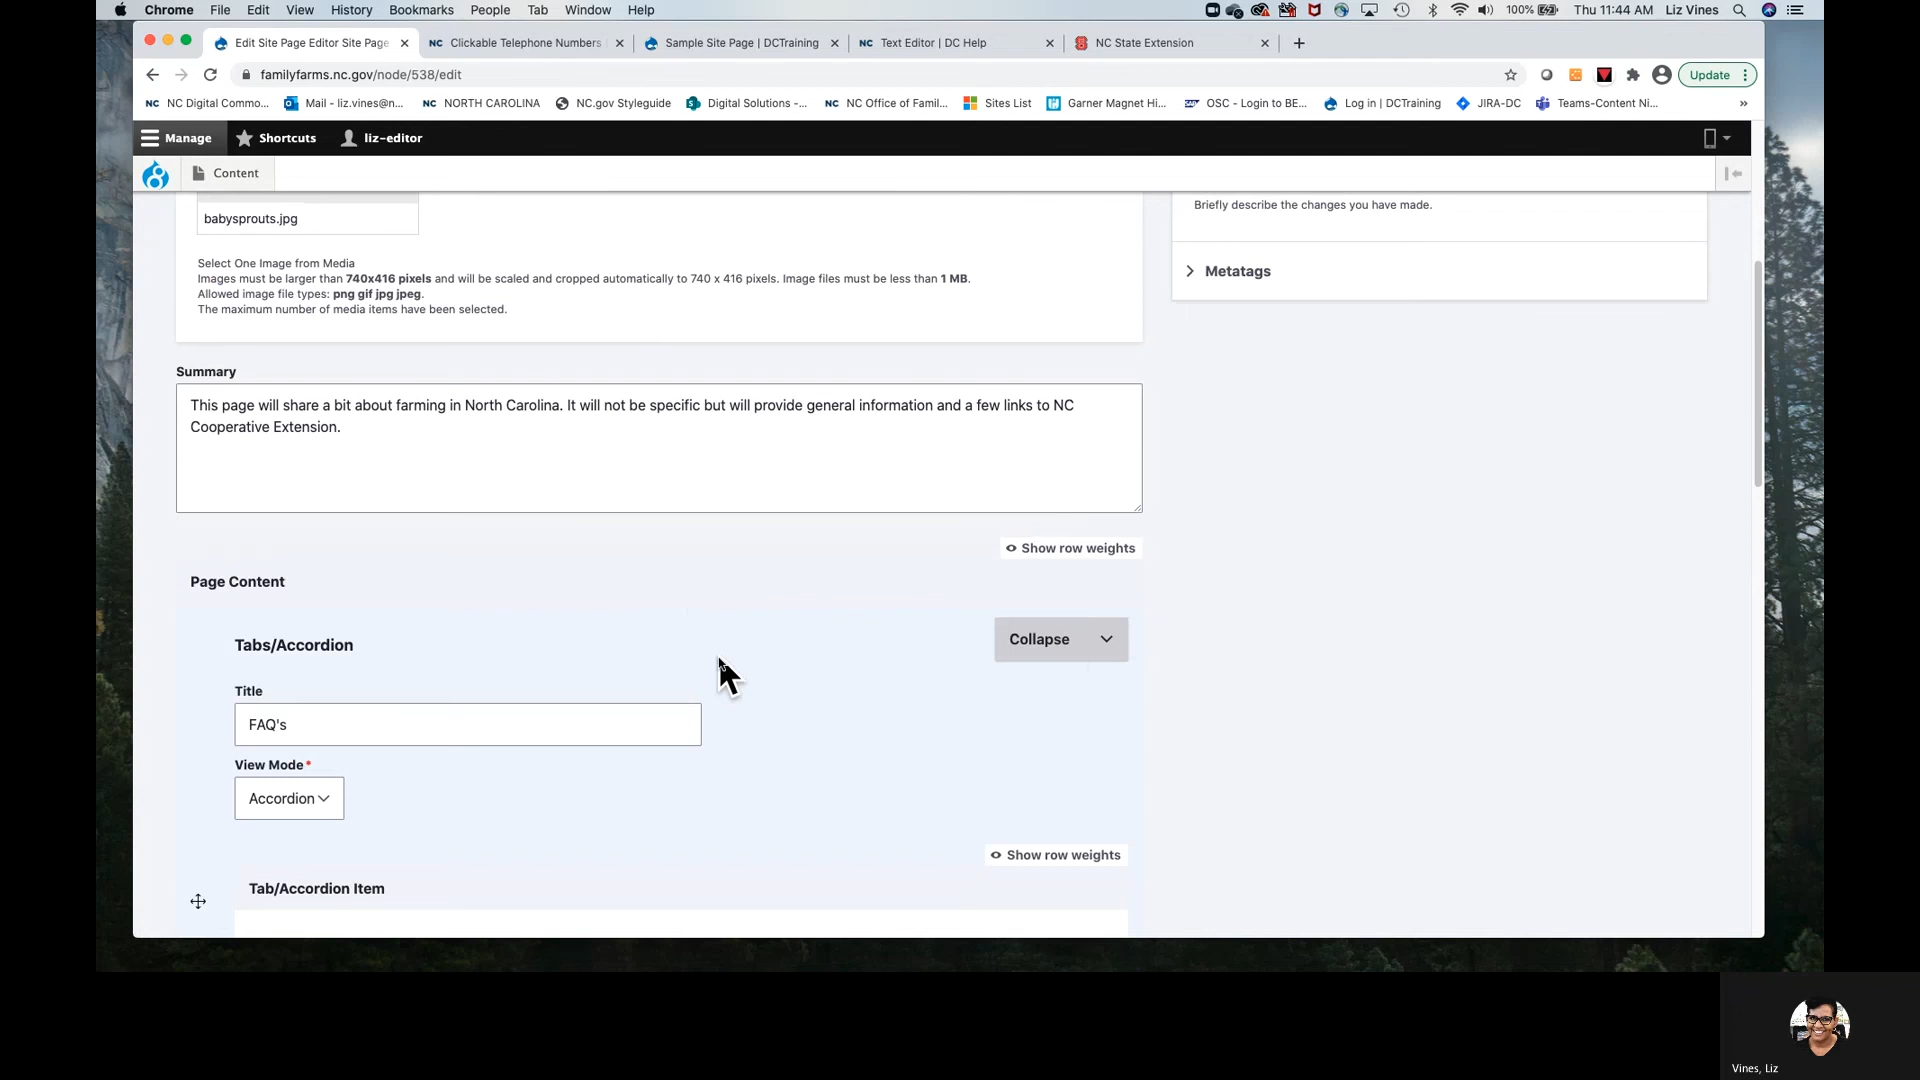 Chrome File Edit View History Bookmarks People Tab Window Help 100% Thu 11:44 AM Liz Vines
Edit Site Page Editor Site Page Clickable Telephone Numbers Sample Site Page | DCTraining Text Editor | DC Help NC State Extension
familyfarms.nc.gov/node/538/edit Update
NC Digital Commo... Mail - liz.vines@n... NORTH CAROLINA NC.gov Styleguide Digital Solutions -... NC Office of Famil... Sites List Garner Magnet Hi... OSC - Login to BE... Log in | DCTraining JIRA-DC Teams-Content Ni... »
Manage Shortcuts liz-editor
Content
babysprouts.jpg
Briefly describe the changes you have made.
Select One Image from Media
Images must be larger than 740x416 pixels and will be scaled and cropped automatically to 740 x 416 pixels. Image files must be less than 1 MB.
Allowed image file types: png gif jpg jpeg.
The maximum number of media items have been selected.
Metatags
Summary
This page will share a bit about farming in North Carolina. It will not be specific but will provide general information and a few links to NC
Cooperative Extension.
Show row weights
Page Content
Tabs/Accordion
Collapse
Title
FAQ's
View Mode*
Accordion
Show row weights
Tab/Accordion Item
Vines, Liz